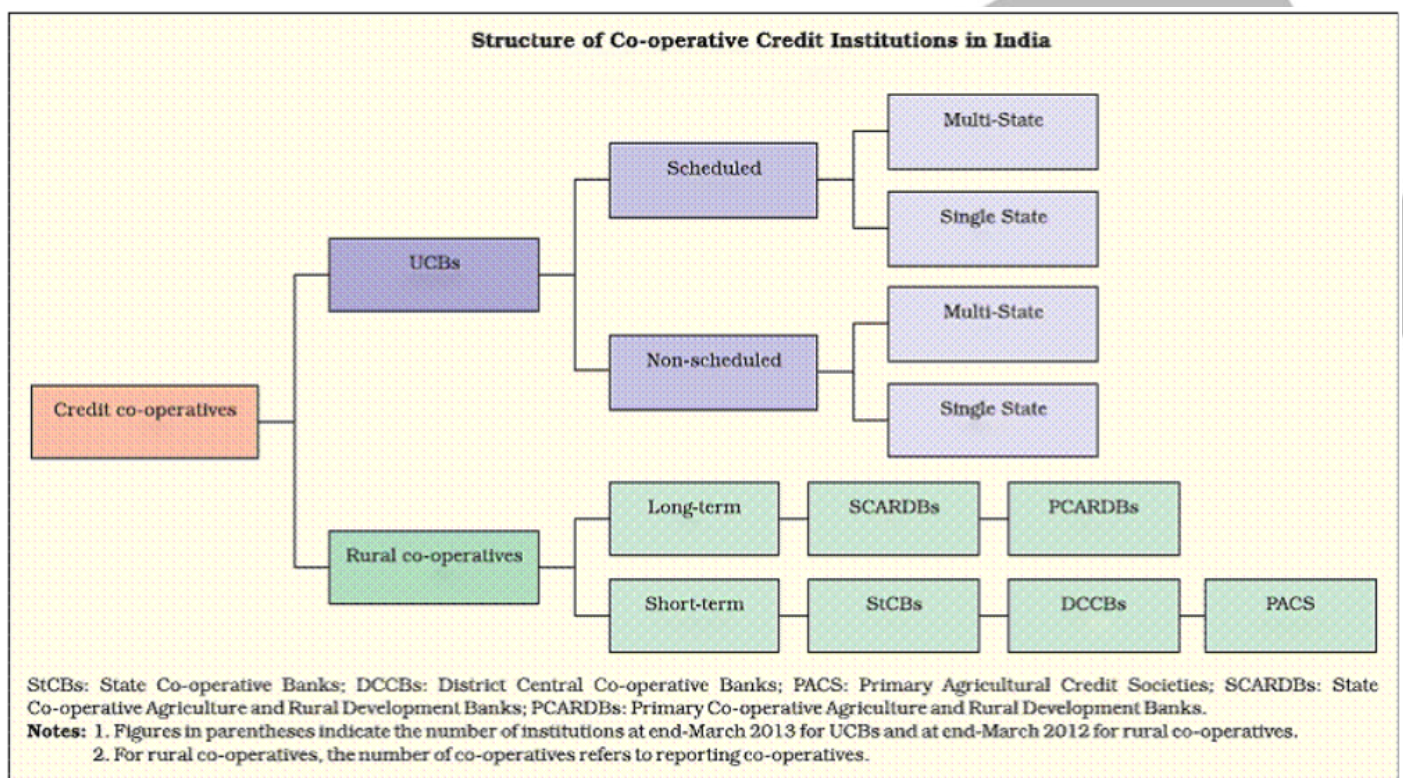 Structure of Co-operative Credit Institutions in India
Multi-State
Scheduled
Single State
UCBs
Multi-State
Non-scheduled
Single State
Credit co-operatives
Long-term
SCARDBs
PCARDBs
Rural co-operatives
Short-term
StCBs
DCCBs
PACS
StCBs: State Co-operative Banks; DCCBs: District Central Co-operative Banks; PACS: Primary Agricultural Credit Societies; SCARDBs: State
Co-operative Agriculture and Rural Development Banks; PCARDBs: Primary Co-operative Agriculture and Rural Development Banks.
Notes: 1. Figures in parentheses indicate the number of institutions at end-March 2013 for UCBs and at end-March 2012 for rural co-operatives.
2. For rural co-operatives, the number of co-operatives refers to reporting co-operatives.